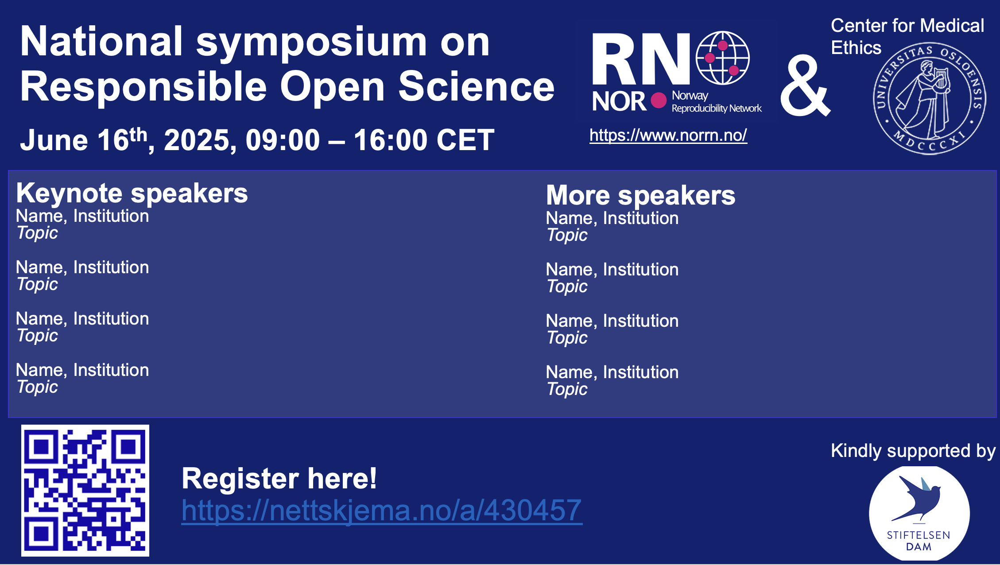 National symposium on
Responsible Open Science
June 16th, 2025, 09:00 – 16:00 CET
RN
NOR
Norway
Reproducibility Network
https://www.norrn.no/
&
Center for Medical
Ethics
UNIVERSITAS OSLOENSIS
MDCCCXI
Keynote speakers
Name, Institution
Topic
Name, Institution
Topic
Name, Institution
Topic
Name, Institution
Topic
More speakers
Name, Institution
Topic
Name, Institution
Topic
Name, Institution
Topic
Name, Institution
Topic
Register here!
https://nettskjema.no/a/430457
Kindly supported by
STIFTELSEN
DAM